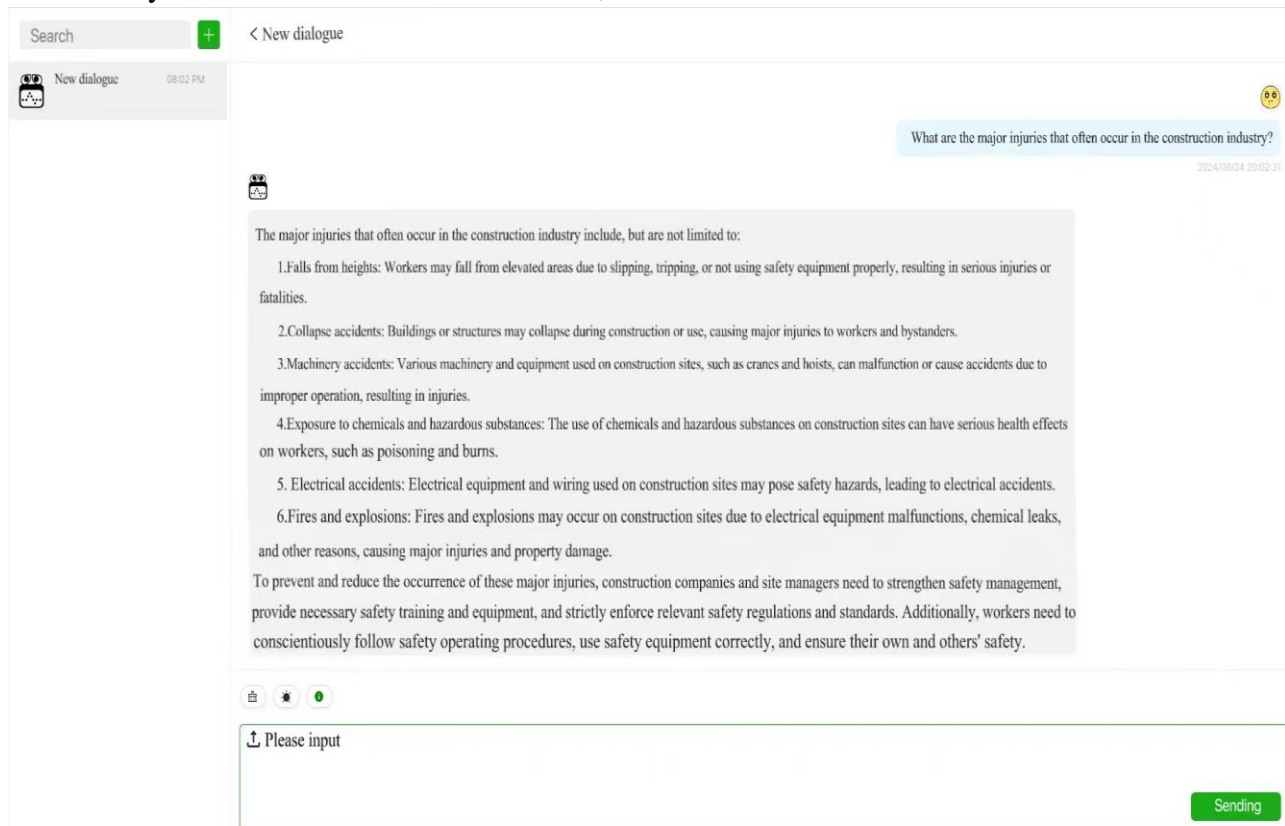 Search
+
< New dialogue
New dialogue
08:02 PM
What are the major injuries that often occur in the construction industry?
2024/06/24 20:02:31
The major injuries that often occur in the construction industry include, but are not limited to:
1.Falls from heights: Workers may fall from elevated areas due to slipping, tripping, or not using safety equipment properly, resulting in serious injuries or
fatalities.
2.Collapse accidents: Buildings or structures may collapse during construction or use, causing major injuries to workers and bystanders.
3.Machinery accidents: Various machinery and equipment used on construction sites, such as cranes and hoists, can malfunction or cause accidents due to
improper operation, resulting in injuries.
4.Exposure to chemicals and hazardous substances: The use of chemicals and hazardous substances on construction sites can have serious health effects
on workers, such as poisoning and burns.
5. Electrical accidents: Electrical equipment and wiring used on construction sites may pose safety hazards, leading to electrical accidents.
6.Fires and explosions: Fires and explosions may occur on construction sites due to electrical equipment malfunctions, chemical leaks,
and other reasons, causing major injuries and property damage.
To prevent and reduce the occurrence of these major injuries, construction companies and site managers need to strengthen safety management,
provide necessary safety training and equipment, and strictly enforce relevant safety regulations and standards. Additionally, workers need to
conscientiously follow safety operating procedures, use safety equipment correctly, and ensure their own and others' safety.
Please input
Sending